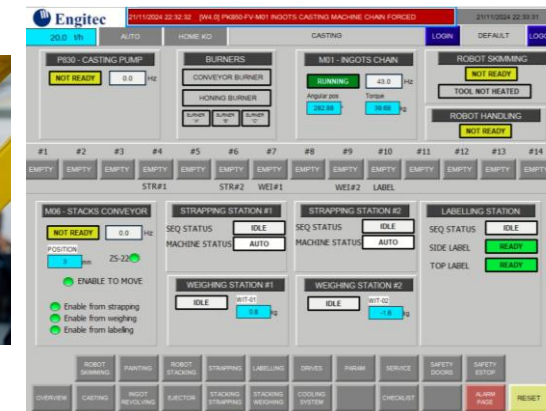 Engitec
21/11/2024 22:32:32 [W4.0] PK850-FV-M01 INGOTS CASTING MACHINE CHAIN FORCED
21/11/2024 22:33:31
20.0 t/h AUTO HOME KO CASTING LOGIN DEFAULT
P830 - CASTING PUMP
NOT READY 0.0 Hz
BURNERS
CONVEYOR BURNER
HONING BURNER
BURNER "A" BURNER "B" BURNER "C"
M01 - INGOTS CHAIN
RUNNING 43.0 Hz
Angular pos Torque
ROBOT SKIMMING
NOT READY
TOOL NOT HEATED
ROBOT HANDLING
NOT READY
#1 #2 #3 #4 #5 #6 #7 #8 #9 #10 #11 #12 #13 #14
EMPTY EMPTY EMPTY EMPTY EMPTY EMPTY EMPTY EMPTY EMPTY EMPTY EMPTY EMPTY EMPTY EMPTY
STR#1 STR#2 WEI#1 WEI#2 LABEL
M06 - STACKS CONVEYOR
NOT READY 0.0 Hz
POSITION
mm ZS-22
ENABLE TO MOVE
Enable from strapping
Enable from weighing
Enable from labeling
STRAPPING STATION #1
SEQ STATUS IDLE
MACHINE STATUS AUTO
STRAPPING STATION #2
SEQ STATUS IDLE
MACHINE STATUS AUTO
LABELLING STATION
SEQ STATUS IDLE
SIDE LABEL READY
TOP LABEL READY
WEIGHING STATION #1
IDLE WIT-01
0.6 kg
WEIGHING STATION #2
IDLE WIT-02
-1.6 kg
ROBOT SKIMMING PAINTING ROBOT STACKING STRAPPING LABELLING DRIVES PARAM SERVICE SAFETY DOORS SAFETY ESTOP
OVERVIEW CASTING INGOT REVOLVING EJECTOR STACKING STRAPPING STACKING WEIGHING COOLING SYSTEM CHECKLIST ALARM PAGE RESET